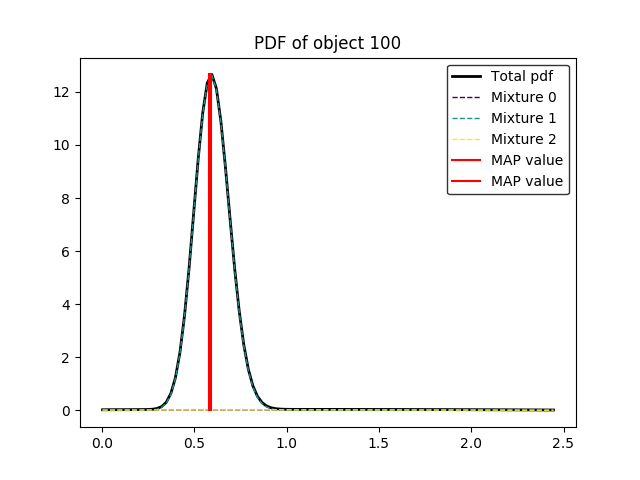 PDF of object 100
Total pdf
Mixture 0
Mixture 1
Mixture 2
MAP value
MAP value
12
10
8
6
4
2
0
0.0 0.5 1.0 1.5 2.0 2.5